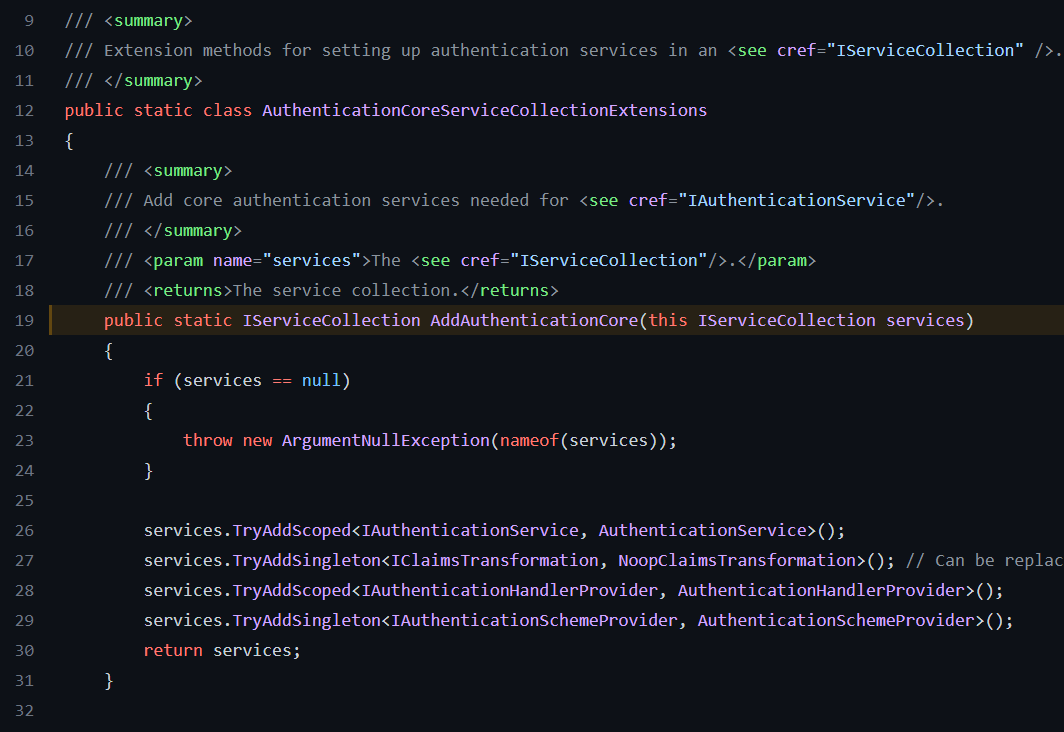 9 /// <summary>
10 /// Extension methods for setting up authentication services in an <see cref="IServiceCollection" />.
11 /// </summary>
12 public static class AuthenticationCoreServiceCollectionExtensions
13 {
14     /// <summary>
15     /// Add core authentication services needed for <see cref="IAuthenticationService"/>.
16     /// </summary>
17     /// <param name="services">The <see cref="IServiceCollection"/>.</param>
18     /// <returns>The service collection.</returns>
19     public static IServiceCollection AddAuthenticationCore(this IServiceCollection services)
20     {
21         if (services == null)
22         {
23             throw new ArgumentNullException(nameof(services));
24         }
25
26         services.TryAddScoped<IAuthenticationService, AuthenticationService>();
27         services.TryAddSingleton<IClaimsTransformation, NoopClaimsTransformation>(); // Can be replac
28         services.TryAddScoped<IAuthenticationHandlerProvider, AuthenticationHandlerProvider>();
29         services.TryAddSingleton<IAuthenticationSchemeProvider, AuthenticationSchemeProvider>();
30         return services;
31     }
32